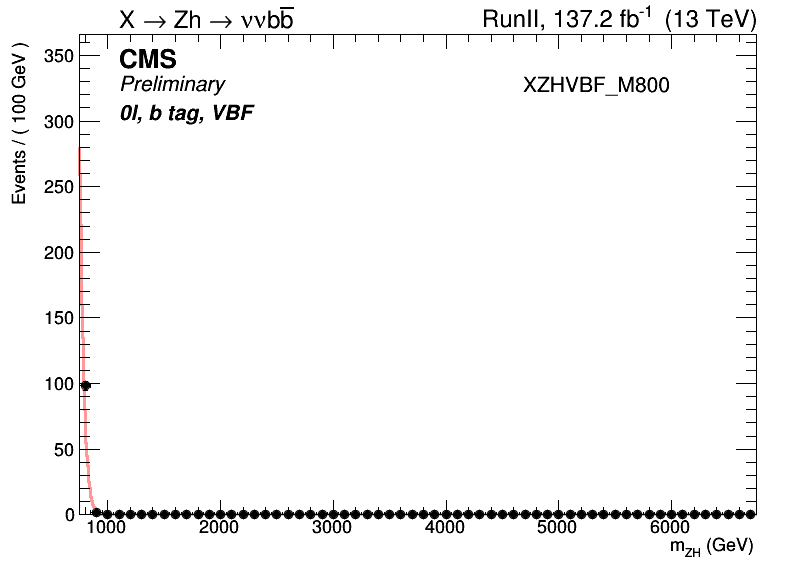 X → Zh → ννbb̅
RunII, 137.2 fb⁻¹ (13 TeV)
CMS
Preliminary
0l, b tag, VBF
XZHVBF_M800
Events / ( 100 GeV )
350
300
250
200
150
100
50
0
1000 2000 3000 4000 5000 6000
m_ZH (GeV)